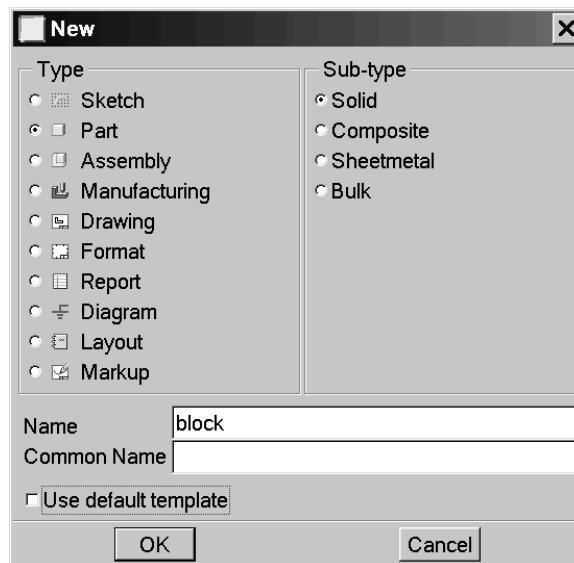 New
Type
Sketch
Part
Assembly
Manufacturing
Drawing
Format
Report
Diagram
Layout
Markup
Sub-type
Solid
Composite
Sheetmetal
Bulk
Name block
Common Name
Use default template
OK Cancel